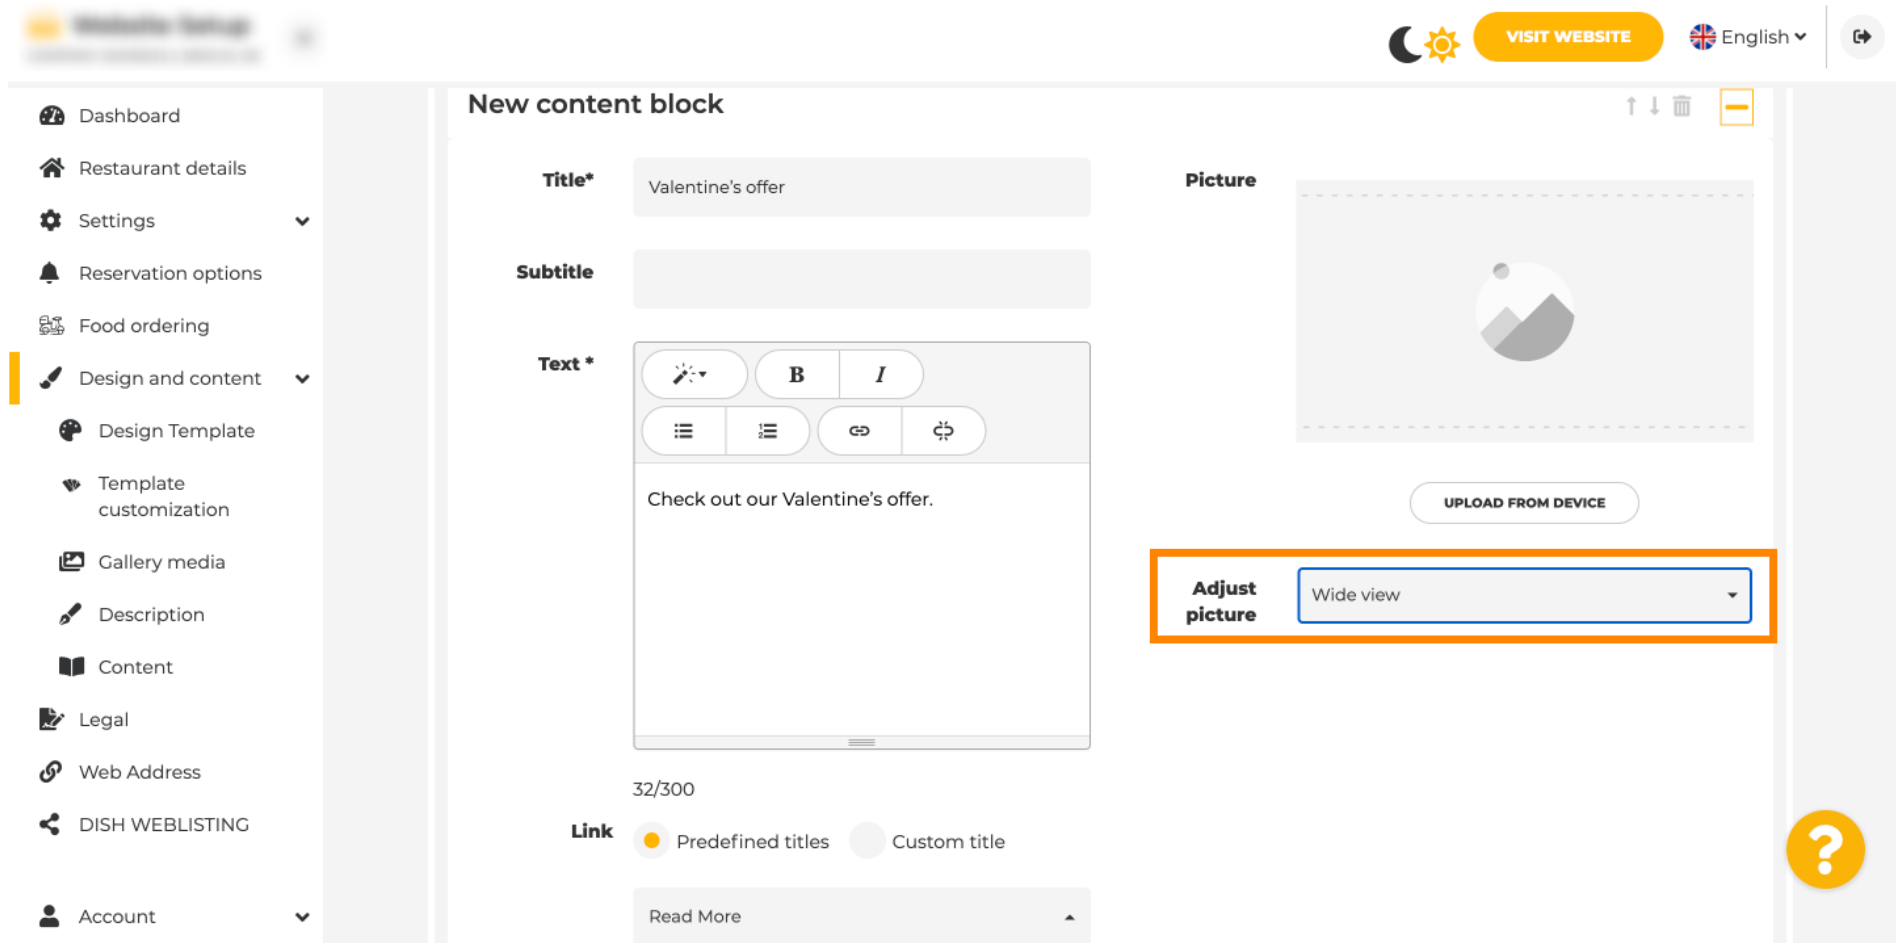 VISIT WEBSITE
English
Dashboard
Restaurant details
Settings
Reservation options
Food ordering
Design and content
Design Template
Template
customization
Gallery media
Description
Content
Legal
Web Address
DISH WEBLISTING
Account
New content block
Title*
Valentine's offer
Subtitle
Text *
B
I
Check out our Valentine's offer.
32/300
Link
Predefined titles
Custom title
Read More
Picture
UPLOAD FROM DEVICE
Adjust
picture
Wide view
?